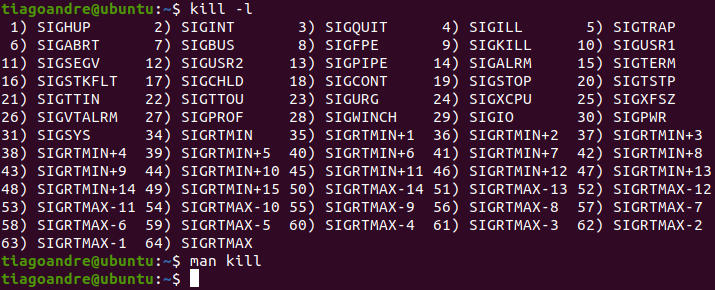 tiagoandre@ubuntu:~$ kill -l
 1) SIGHUP       2) SIGINT       3) SIGQUIT      4) SIGILL       5) SIGTRAP
 6) SIGABRT      7) SIGBUS       8) SIGFPE       9) SIGKILL     10) SIGUSR1
11) SIGSEGV     12) SIGUSR2     13) SIGPIPE     14) SIGALRM     15) SIGTERM
16) SIGSTKFLT   17) SIGCHLD     18) SIGCONT     19) SIGSTOP     20) SIGTSTP
21) SIGTTIN     22) SIGTTOU     23) SIGURG      24) SIGXCPU     25) SIGXFSZ
26) SIGVTALRM   27) SIGPROF     28) SIGWINCH    29) SIGIO       30) SIGPWR
31) SIGSYS      34) SIGRTMIN    35) SIGRTMIN+1  36) SIGRTMIN+2  37) SIGRTMIN+3
38) SIGRTMIN+4  39) SIGRTMIN+5  40) SIGRTMIN+6  41) SIGRTMIN+7  42) SIGRTMIN+8
43) SIGRTMIN+9  44) SIGRTMIN+10 45) SIGRTMIN+11 46) SIGRTMIN+12 47) SIGRTMIN+13
48) SIGRTMIN+14 49) SIGRTMIN+15 50) SIGRTMAX-14 51) SIGRTMAX-13 52) SIGRTMAX-12
53) SIGRTMAX-11 54) SIGRTMAX-10 55) SIGRTMAX-9  56) SIGRTMAX-8  57) SIGRTMAX-7
58) SIGRTMAX-6  59) SIGRTMAX-5  60) SIGRTMAX-4  61) SIGRTMAX-3  62) SIGRTMAX-2
63) SIGRTMAX-1  64) SIGRTMAX
tiagoandre@ubuntu:~$ man kill
tiagoandre@ubuntu:~$